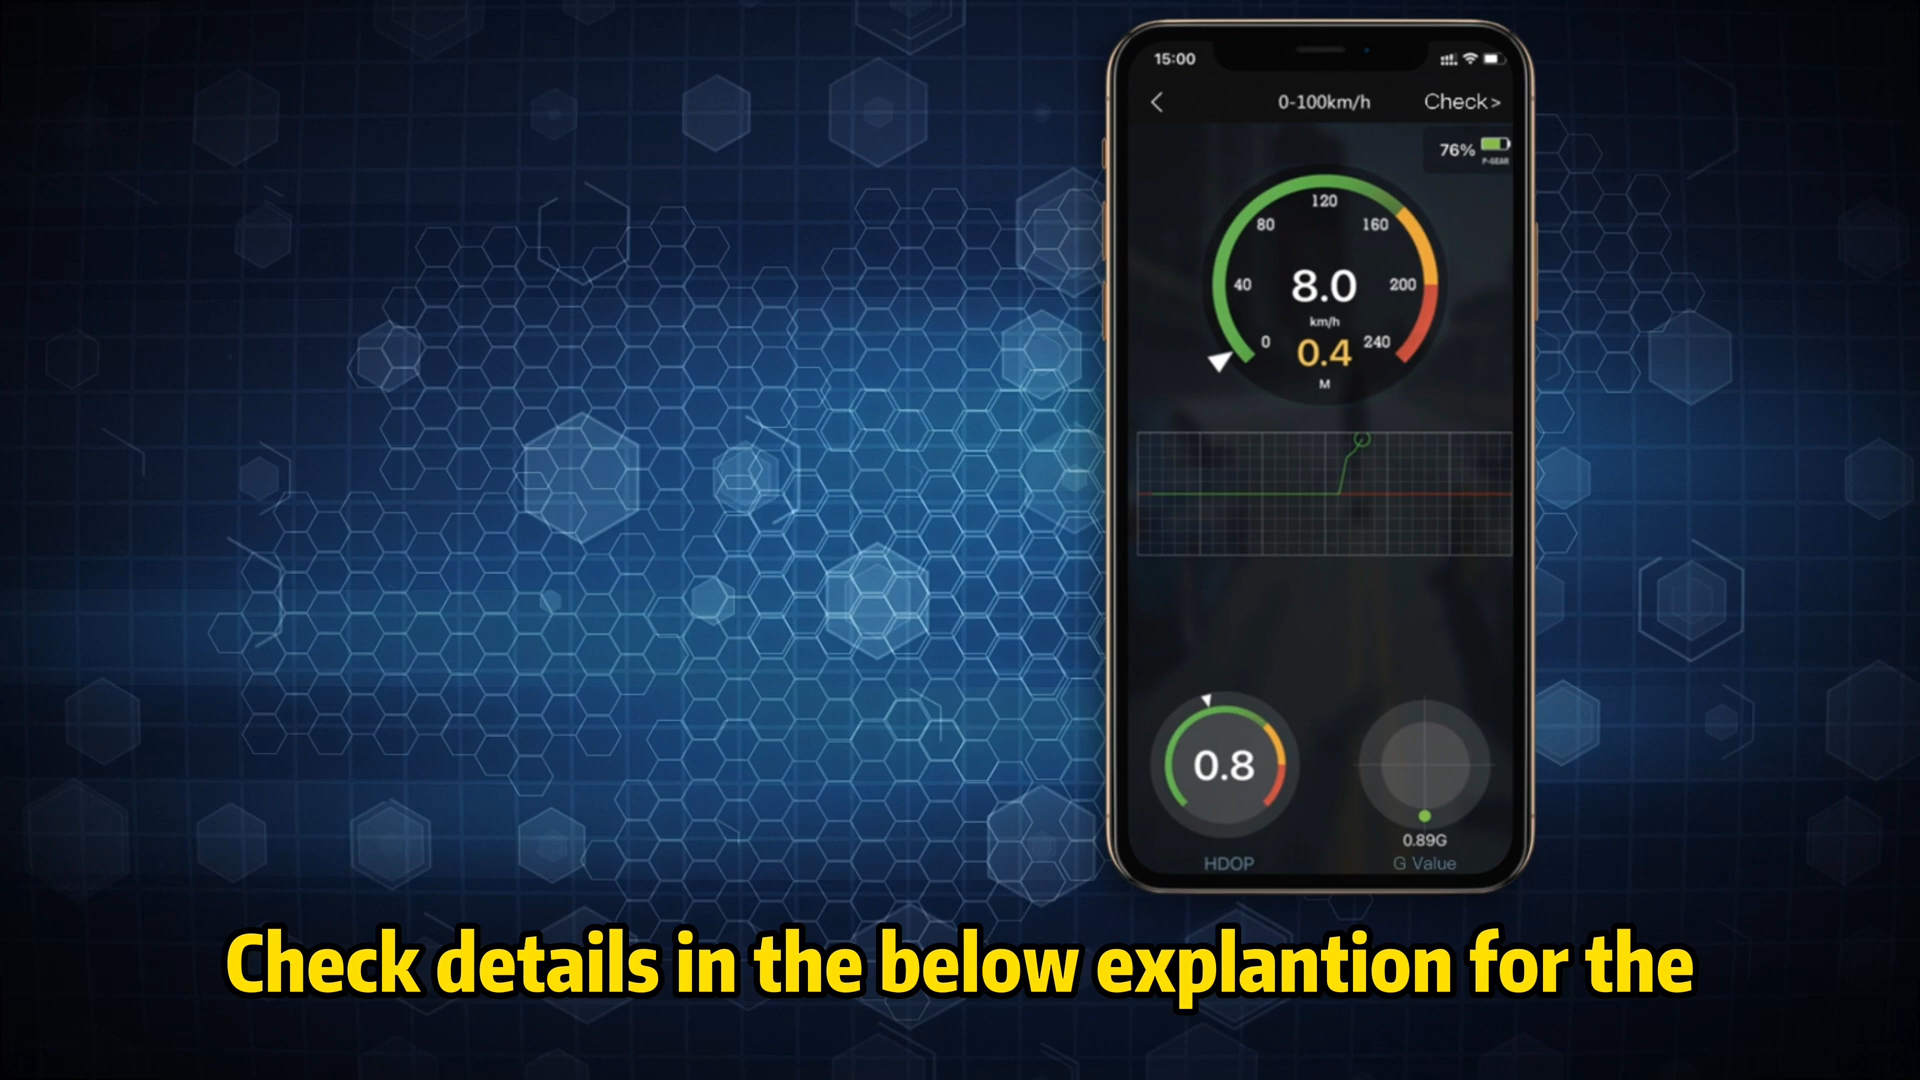 15:00
0-100km/h
Check>
76%
P-GEAR
120
80
160
40
8.0
200
km/h
0
0.4
240
M
0.8
0.89G
HDOP
G Value
Check details in the below explantion for the